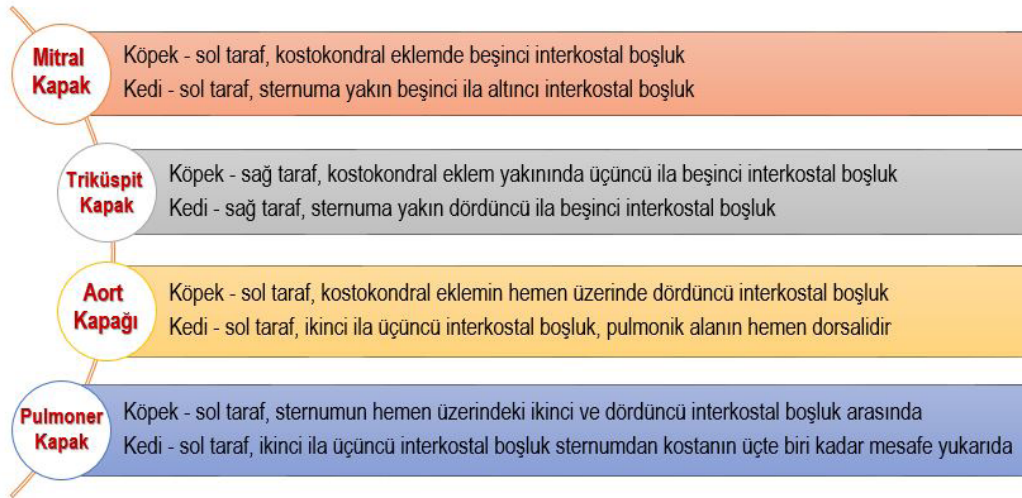 Mitral
Kapak
Köpek - sol taraf, kostokondral eklemde beşinci interkostal boşluk
Kedi - sol taraf, sternuma yakın beşinci ila altıncı interkostal boşluk
Triküspit
Kapak
Köpek - sağ taraf, kostokondral eklem yakınında üçüncü ila beşinci interkostal boşluk
Kedi - sağ taraf, sternuma yakın dördüncü ila beşinci interkostal boşluk
Aort
Kapağı
Köpek - sol taraf, kostokondral eklemin hemen üzerinde dördüncü interkostal boşluk
Kedi - sol taraf, ikinci ila üçüncü interkostal boşluk, pulmonik alanın hemen dorsalidir
Pulmoner
Kapak
Köpek - sol taraf, sternumun hemen üzerindeki ikinci ve dördüncü interkostal boşluk arasında
Kedi - sol taraf, ikinci ila üçüncü interkostal boşluk sternumdan kostanın üçte biri kadar mesafe yukarıda